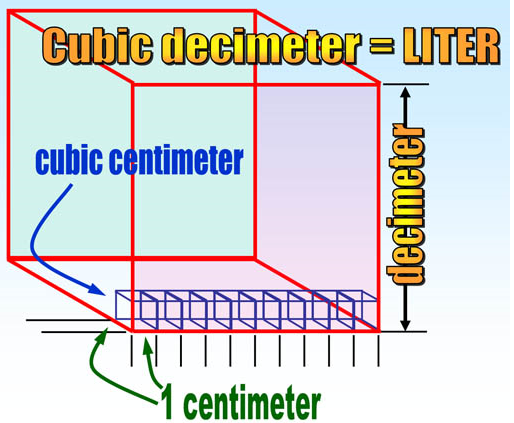 Cubic decimeter = LITER
cubic centimeter
decimeter
1 centimeter